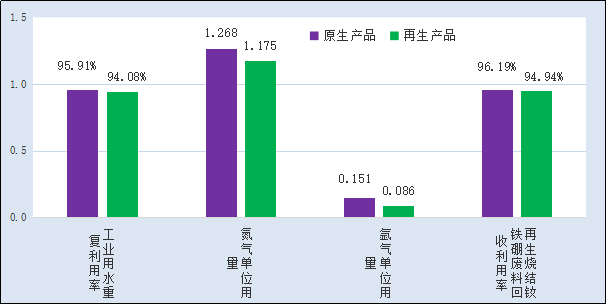 1.5
1.0
0.5
0.0
原生产品
再生产品
95.91%
94.08%
1.268
1.175
0.151
0.086
96.19%
94.94%
工业用水重
复利用率
氮气单位用
量
氩气单位用
量
再生烧结钕
铁硼废料回
收利用率